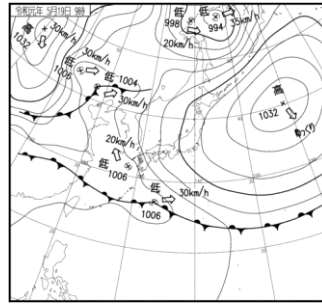 令和元年 5月19日 9時
高
1032
30km/h
30km/h
低
1006
1004
30km/h
低
998
20km/h
低
994
35km/h
高
1032
ゆっくり
20km/h
低
1006
低
30km/h
1006